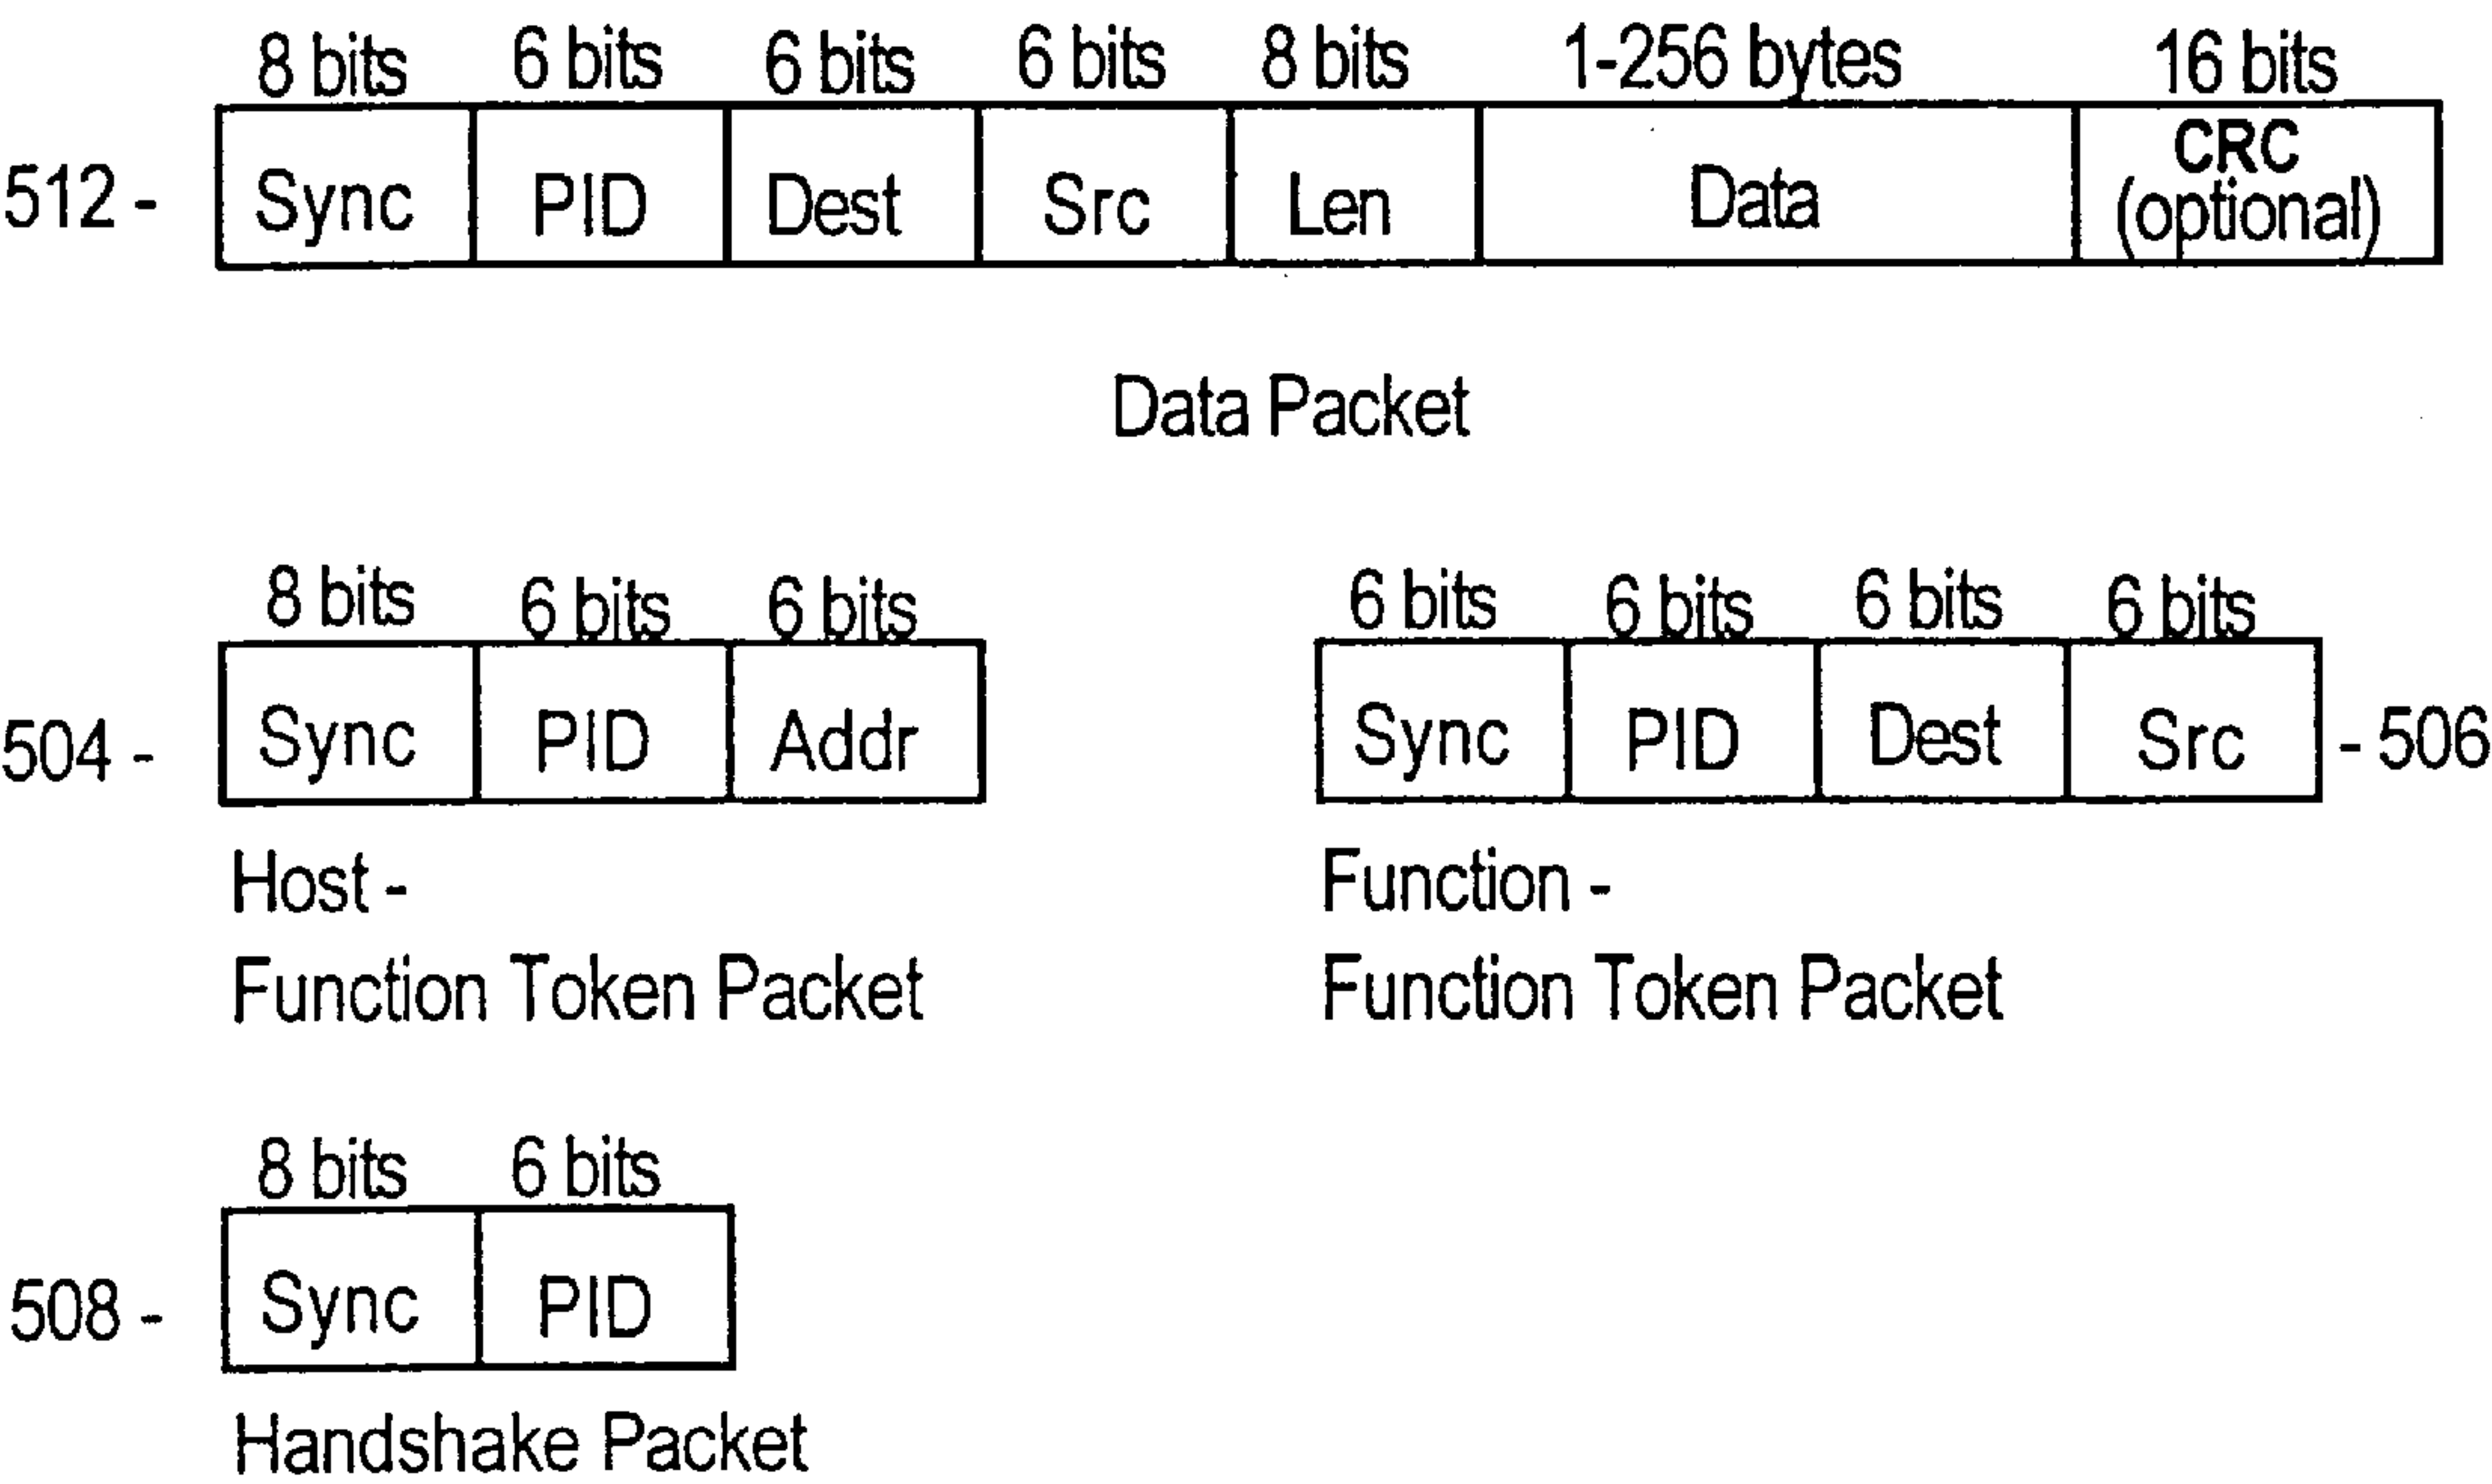 8 bits 6 bits 6 bits 6 bits 8 bits 1-256 bytes 16 bits
512 - Sync PID Dest Src Len Data CRC (optional)
Data Packet
8 bits 6 bits 6 bits
504 - Sync PID Addr
Host -
Function Token Packet
6 bits 6 bits 6 bits 6 bits
Sync PID Dest Src - 506
Function -
Function Token Packet
8 bits 6 bits
508 - Sync PID
Handshake Packet